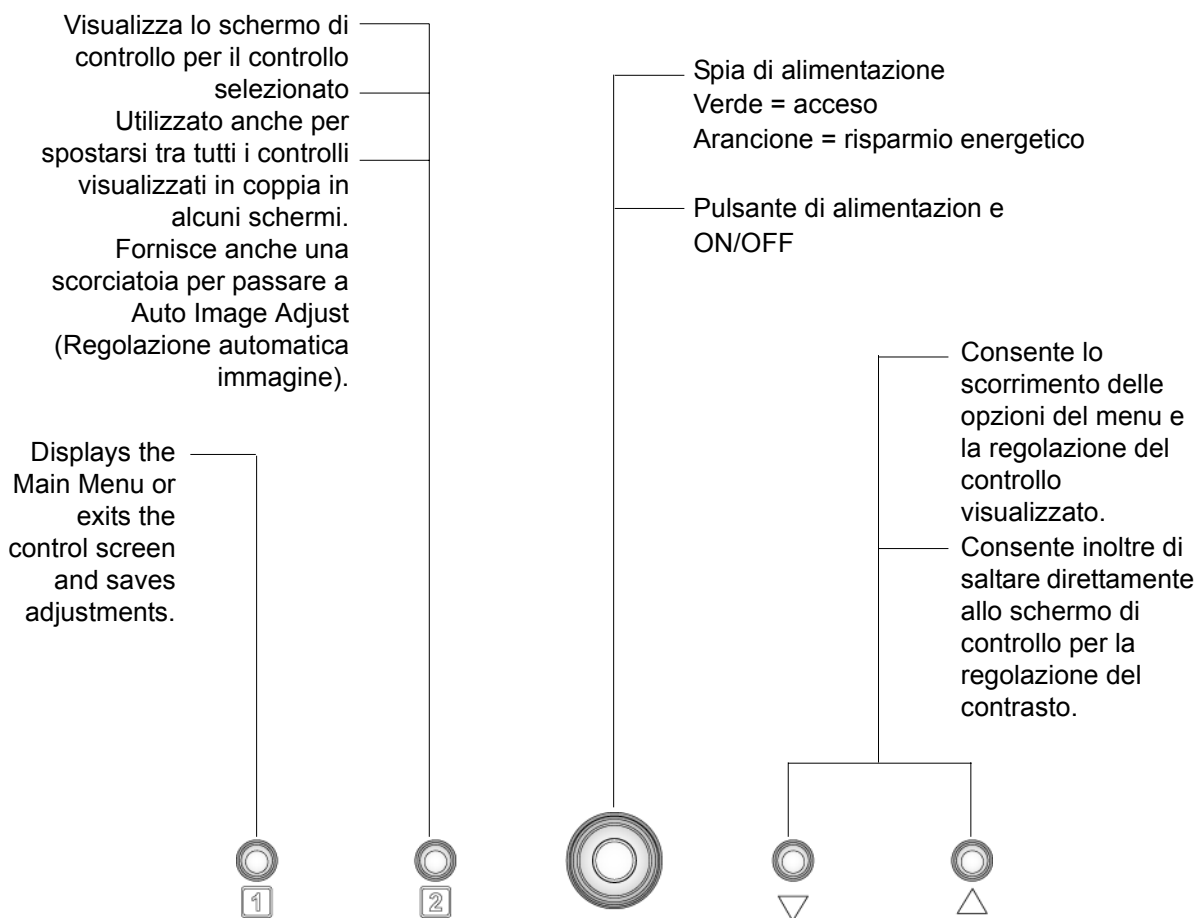 Visualizza lo schermo di
controllo per il controllo
selezionato
Utilizzato anche per
spostarsi tra tutti i controlli
visualizzati in coppia in
alcuni schermi.
Fornisce anche una
scorciatoia per passare a
Auto Image Adjust
(Regolazione automatica
immagine).
Spia di alimentazione
Verde = acceso
Arancione = risparmio energetico
Pulsante di alimentazion e
ON/OFF
Displays the
Main Menu or
exits the
control screen
and saves
adjustments.
Consente lo
scorrimento delle
opzioni del menu e
la regolazione del
controllo
visualizzato.
Consente inoltre di
saltare direttamente
allo schermo di
controllo per la
regolazione del
contrasto.
1
2